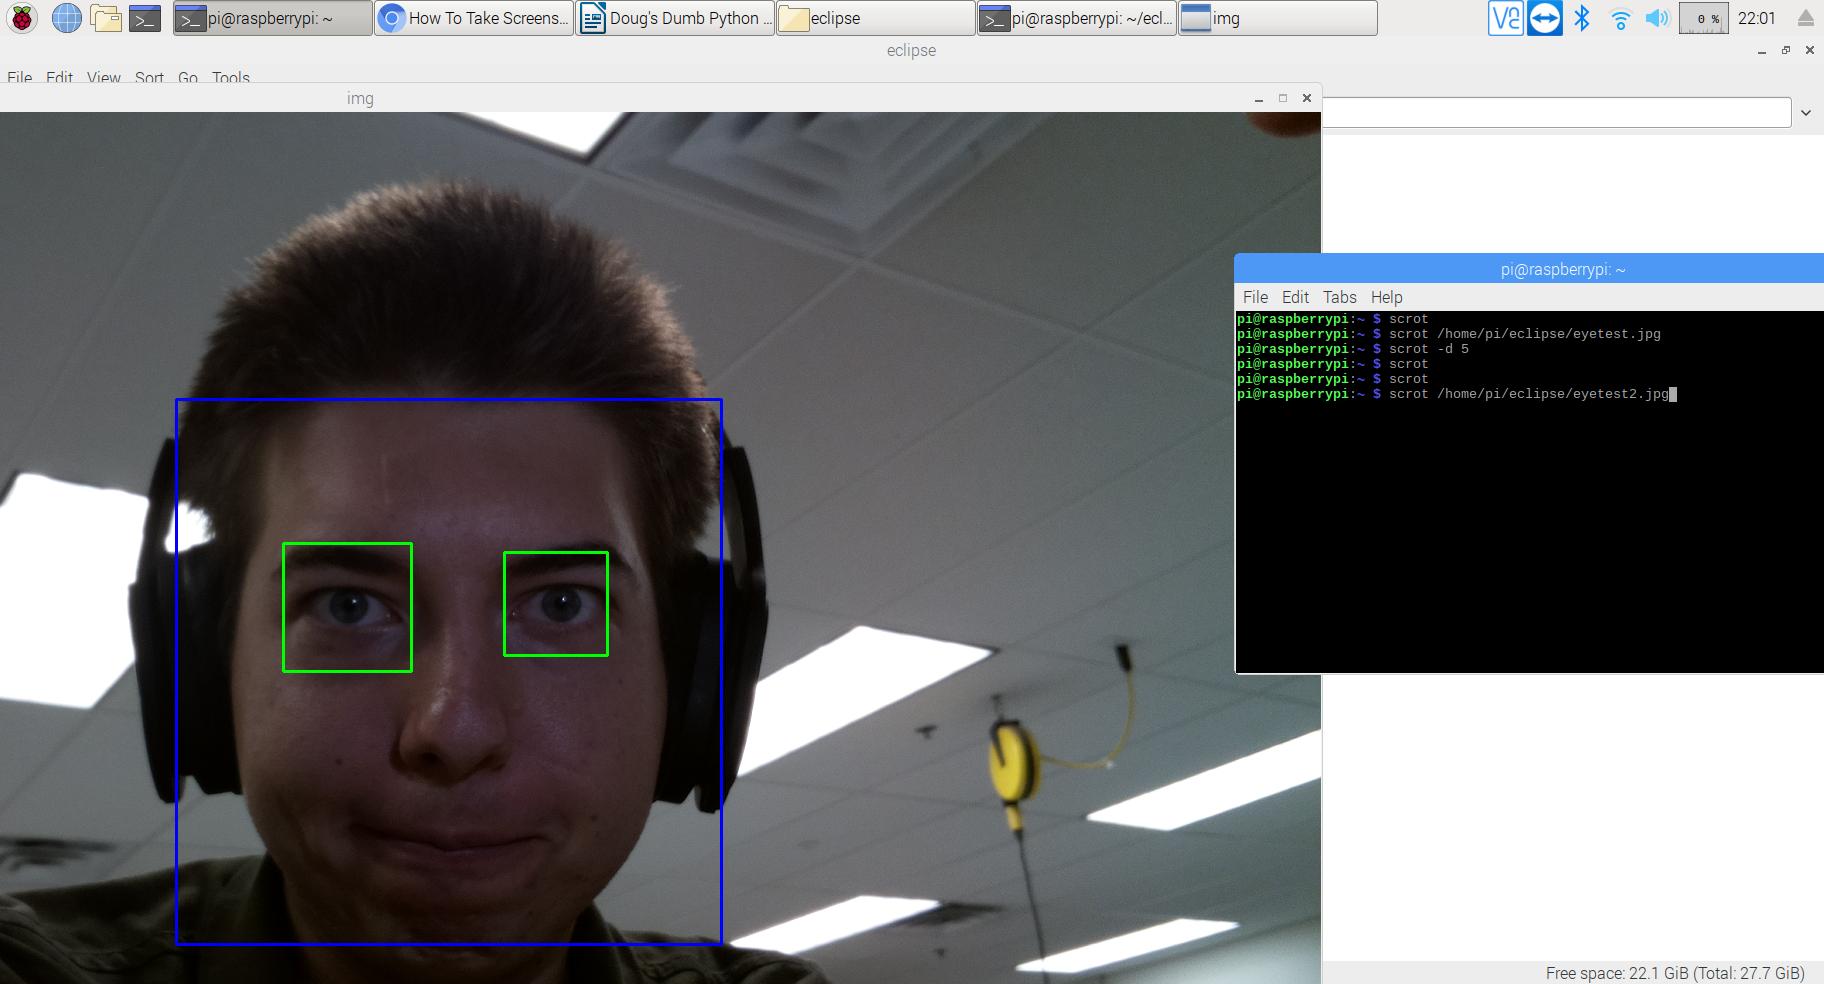 pi@raspberrypi: ~
How To Take Screens...
Doug's Dumb Python ...
eclipse
pi@raspberrypi: ~/ecl...
img
0 %
22:01
eclipse
File Edit View Sort Go Tools
img
pi@raspberrypi: ~
File Edit Tabs Help
pi@raspberrypi:~ $ scrot
pi@raspberrypi:~ $ scrot /home/pi/eclipse/eyetest.jpg
pi@raspberrypi:~ $ scrot -d 5
pi@raspberrypi:~ $ scrot
pi@raspberrypi:~ $ scrot
pi@raspberrypi:~ $ scrot /home/pi/eclipse/eyetest2.jpg
Free space: 22.1 GiB (Total: 27.7 GiB)